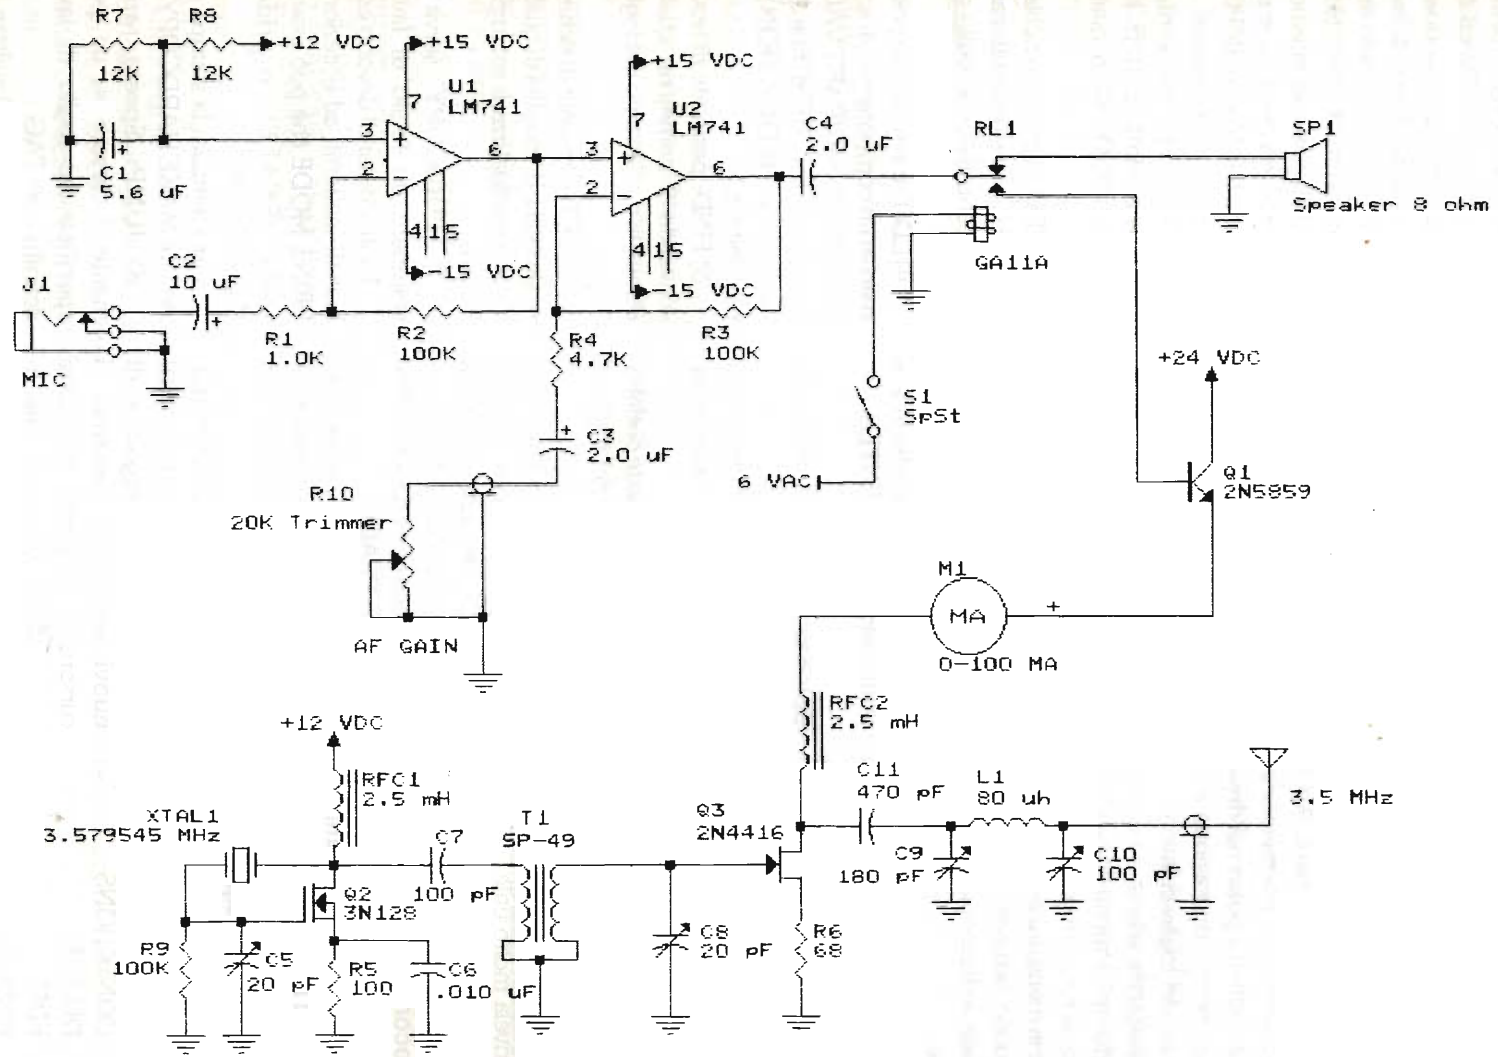 R7
R8
+12 VDC
12K
12K
+15 VDC
7
U1
LM741
3
+
2
−
6
4
1
5
-15 VDC
C1
+
5.6 uF
+15 VDC
7
U2
LM741
3
+
2
−
6
4
1
5
-15 VDC
C4
2.0 uF
RL1
SP1
Speaker 8 ohm
GA11A
J1
MIC
C2
10 uF
+
R1
1.0K
R2
100K
R4
4.7K
R3
100K
+24 VDC
S1
SpSt
6 VAC
+
C3
2.0 uF
Q1
2N5859
R10
20K Trimmer
AF GAIN
M1
MA
+
0-100 MA
RFC2
2.5 mH
+12 VDC
RFC1
2.5 mH
XTAL1
3.579545 MHz
C7
100 pF
T1
SP-49
Q3
2N4416
C11
470 pF
L1
80 uh
3.5 MHz
Q2
3N128
C9
180 pF
C10
100 pF
R9
100K
C5
20 pF
R5
100
C6
.010 uF
C8
20 pF
R6
68